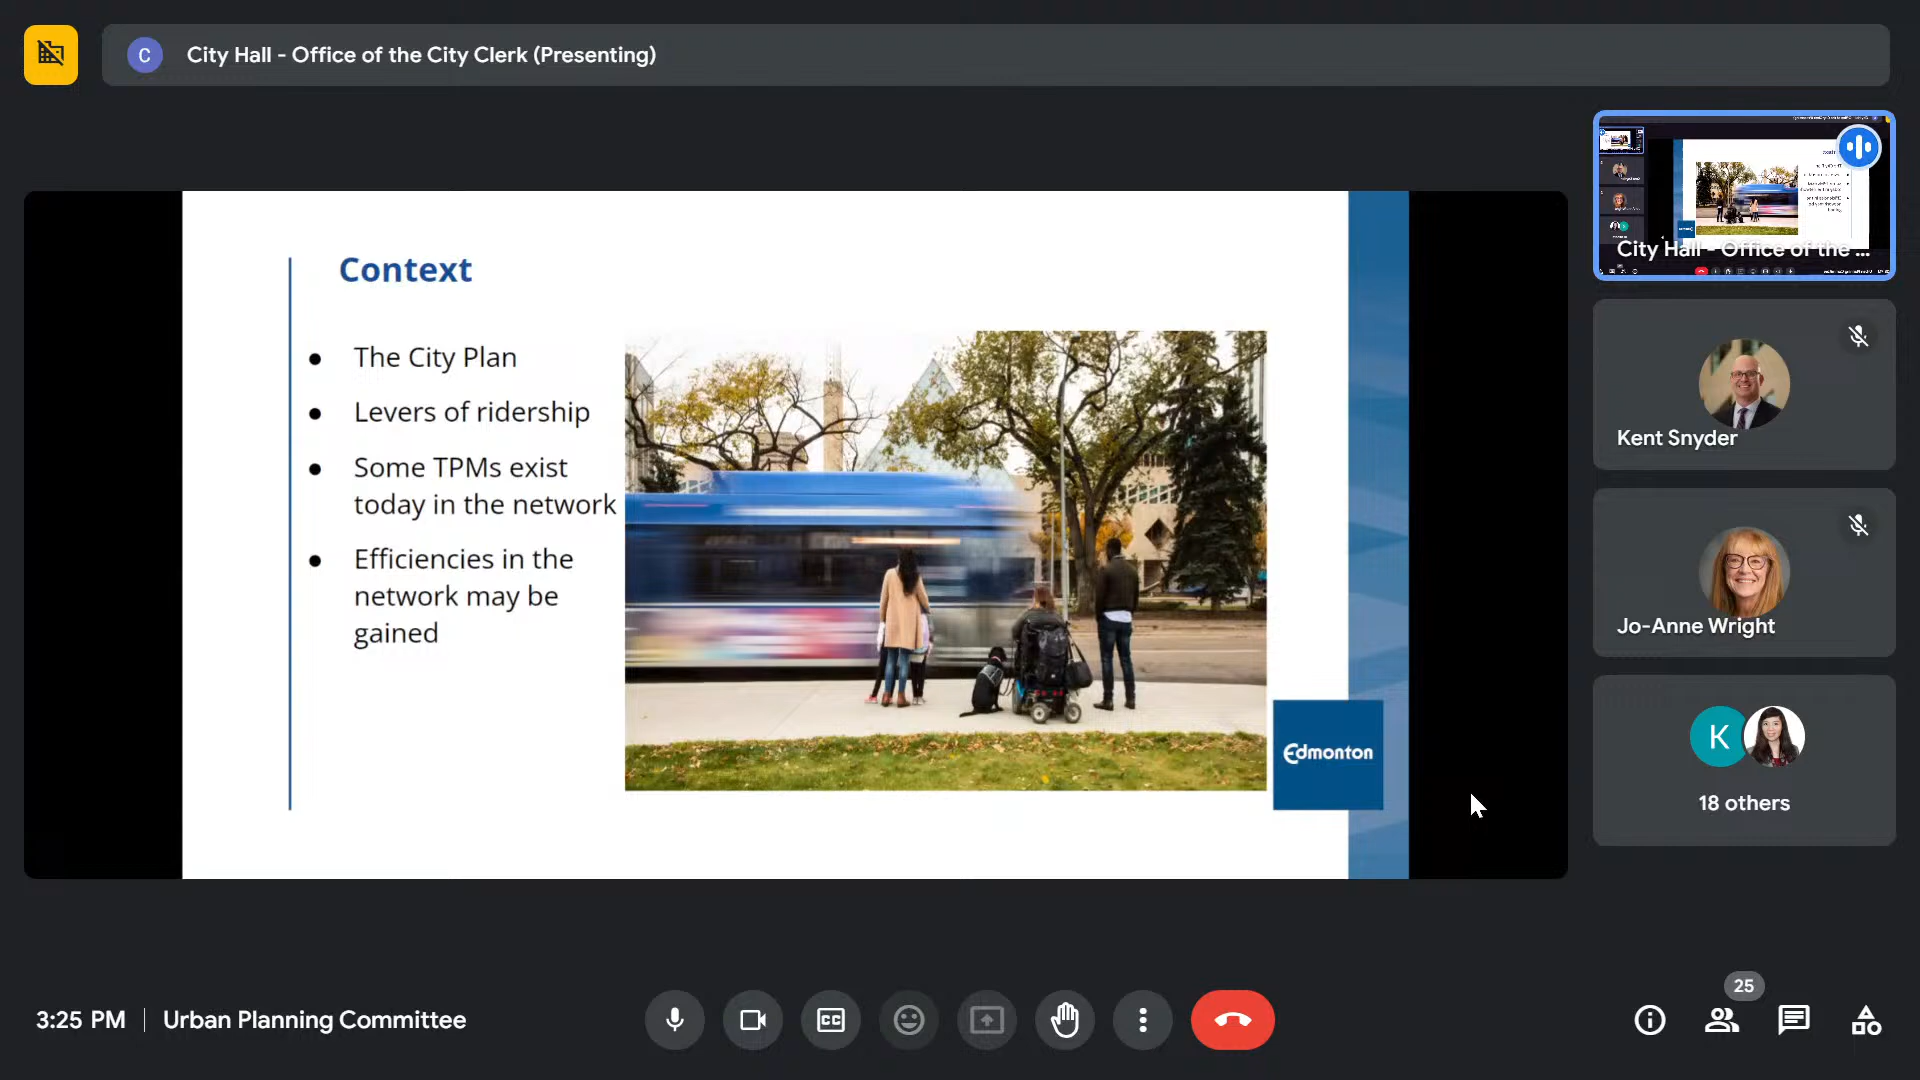 C
City Hall - Office of the City Clerk (Presenting)
Context
● The City Plan
● Levers of ridership
● Some TPMs exist
today in the network
● Efficiencies in the
network may be
gained
Edmonton
City Hall - Office of the ...
Kent Snyder
Jo-Anne Wright
K
18 others
3:25 PM
Urban Planning Committee
CC
25